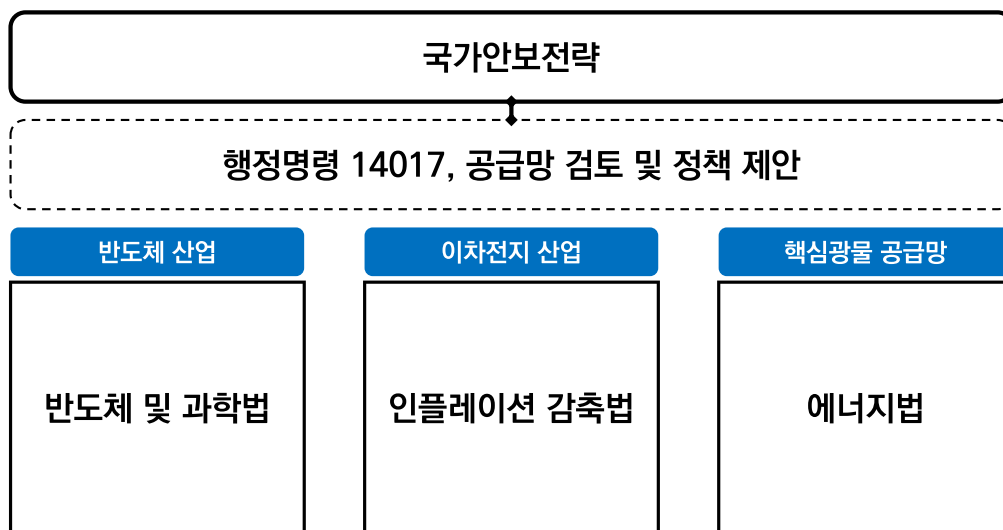 국가안보전략
행정명령 14017, 공급망 검토 및 정책 제안
반도체 산업
이차전지 산업
핵심광물 공급망
반도체 및 과학법
인플레이션 감축법
에너지법